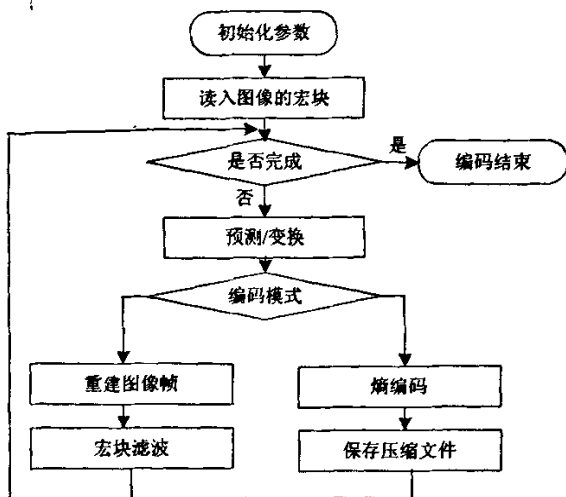 初始化参数
读入图像的宏块
是否完成
是
编码结束
否
预测/变换
编码模式
重建图像帧
熵编码
宏块滤波
保存压缩文件